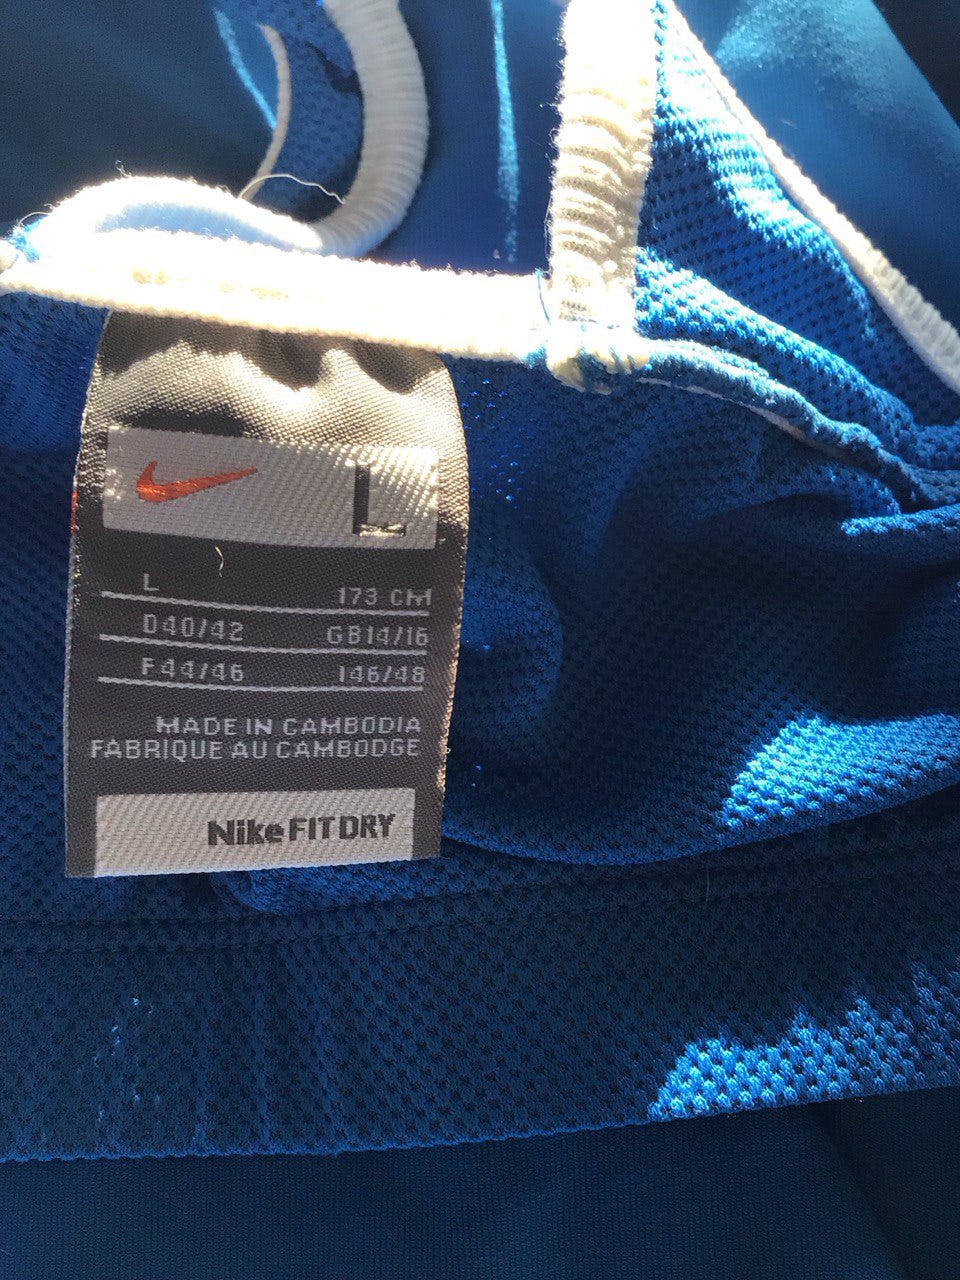 L
L 173 CM
D40/42 GB14/16
F44/46 I46/48
MADE IN CAMBODIA
FABRIQUE AU CAMBODGE
Nike FIT DRY